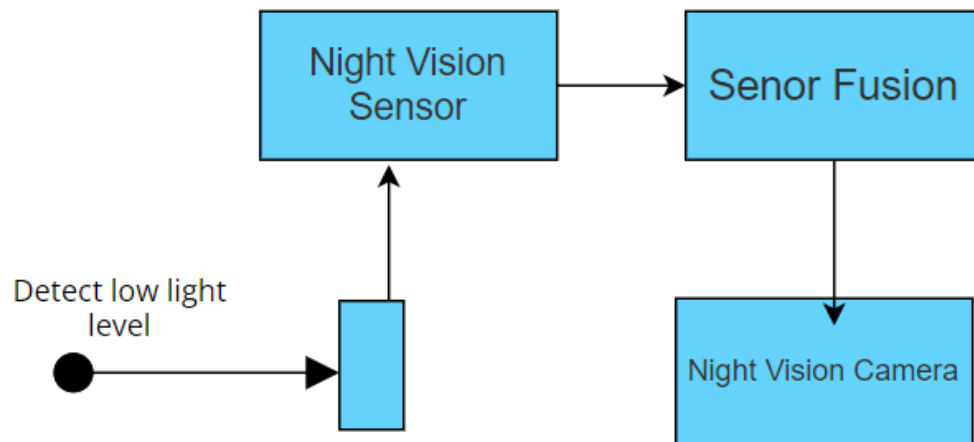 Night Vision
Sensor
Senor Fusion
Detect low light
level
Night Vision Camera